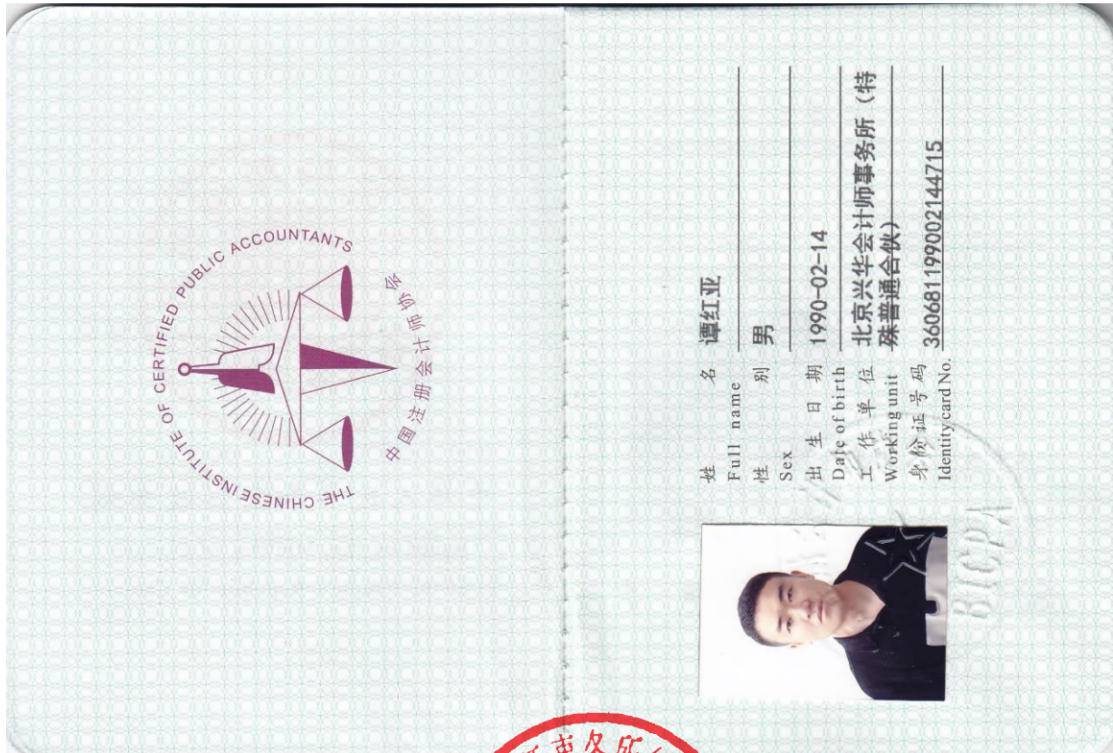 THE CHINESE INSTITUTE OF CERTIFIED PUBLIC ACCOUNTANTS
中国注册会计师协会
姓 名 谭红亚
Full name
性 别 男
Sex
出 生 日 期 1990-02-14
Date of birth
工 作 单 位 北京兴华会计师事务所（特
Working unit 殊普通合伙）
身份证号码 360681199002144715
Identity card No.
BICPA